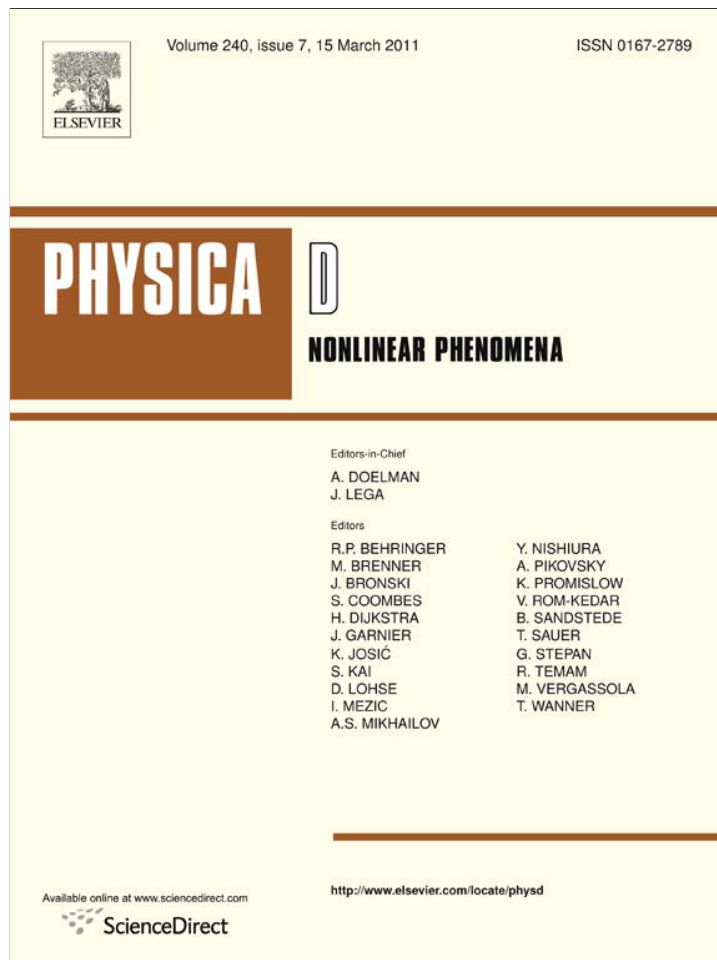 Volume 240, issue 7, 15 March 2011 ISSN 0167-2789
ELSEVIER
PHYSICA D
NONLINEAR PHENOMENA
Editors-in-Chief
A. DOELMAN
J. LEGA
Editors
R.P. BEHRINGER
M. BRENNER
J. BRONSKI
S. COOMBES
H. DIJKSTRA
J. GARNIER
K. JOSIĆ
S. KAI
D. LOHSE
I. MEZIC
A.S. MIKHAILOV
Y. NISHIURA
A. PIKOVSKY
K. PROMISLOW
V. ROM-KEDAR
B. SANDSTEDE
T. SAUER
G. STEPAN
R. TEMAM
M. VERGASSOLA
T. WANNER
Available online at www.sciencedirect.com
ScienceDirect
http://www.elsevier.com/locate/physd